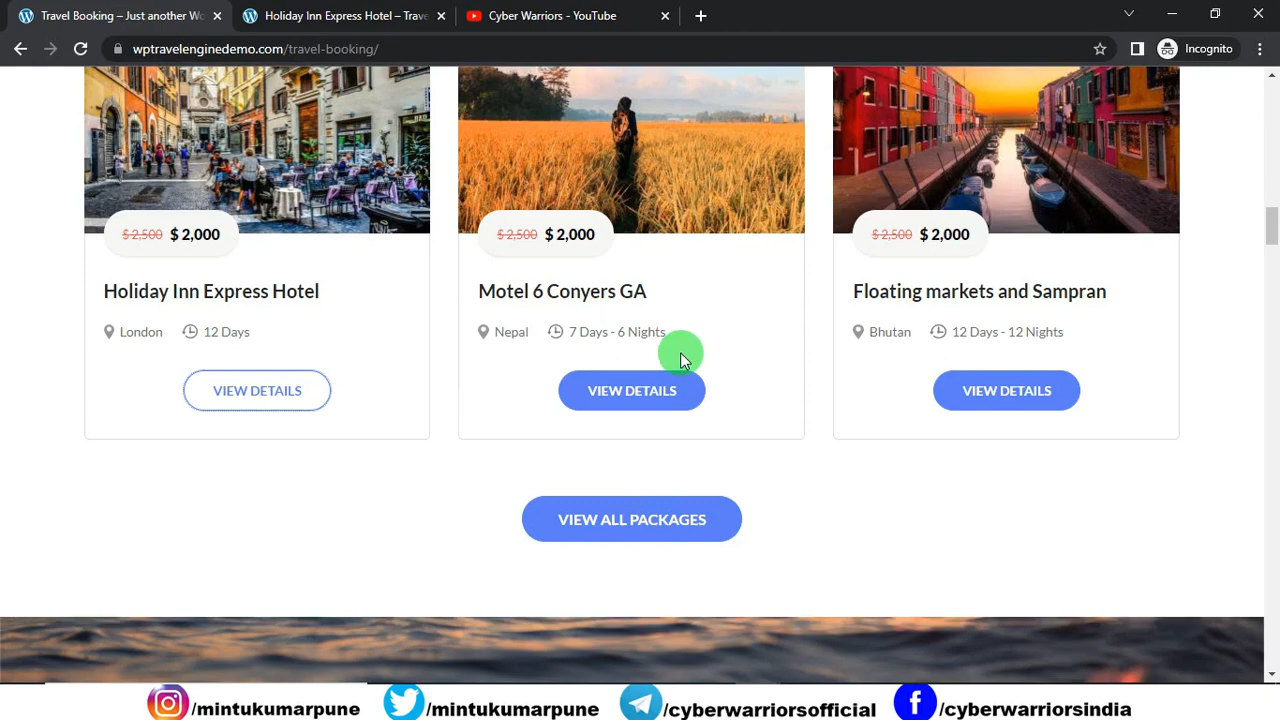 Travel Booking – Just another Wo
Holiday Inn Express Hotel – Trave
Cyber Warriors - YouTube
wptravelenginedemo.com/travel-booking/
Incognito
$ 2,500 $ 2,000
$ 2,500 $ 2,000
$ 2,500 $ 2,000
Holiday Inn Express Hotel
Motel 6 Conyers GA
Floating markets and Sampran
London 12 Days
Nepal 7 Days - 6 Nights
Bhutan 12 Days - 12 Nights
VIEW DETAILS
VIEW DETAILS
VIEW DETAILS
VIEW ALL PACKAGES
/mintukumarpune
/mintukumarpune
/cyberwarriorsofficial
/cyberwarriorsindia